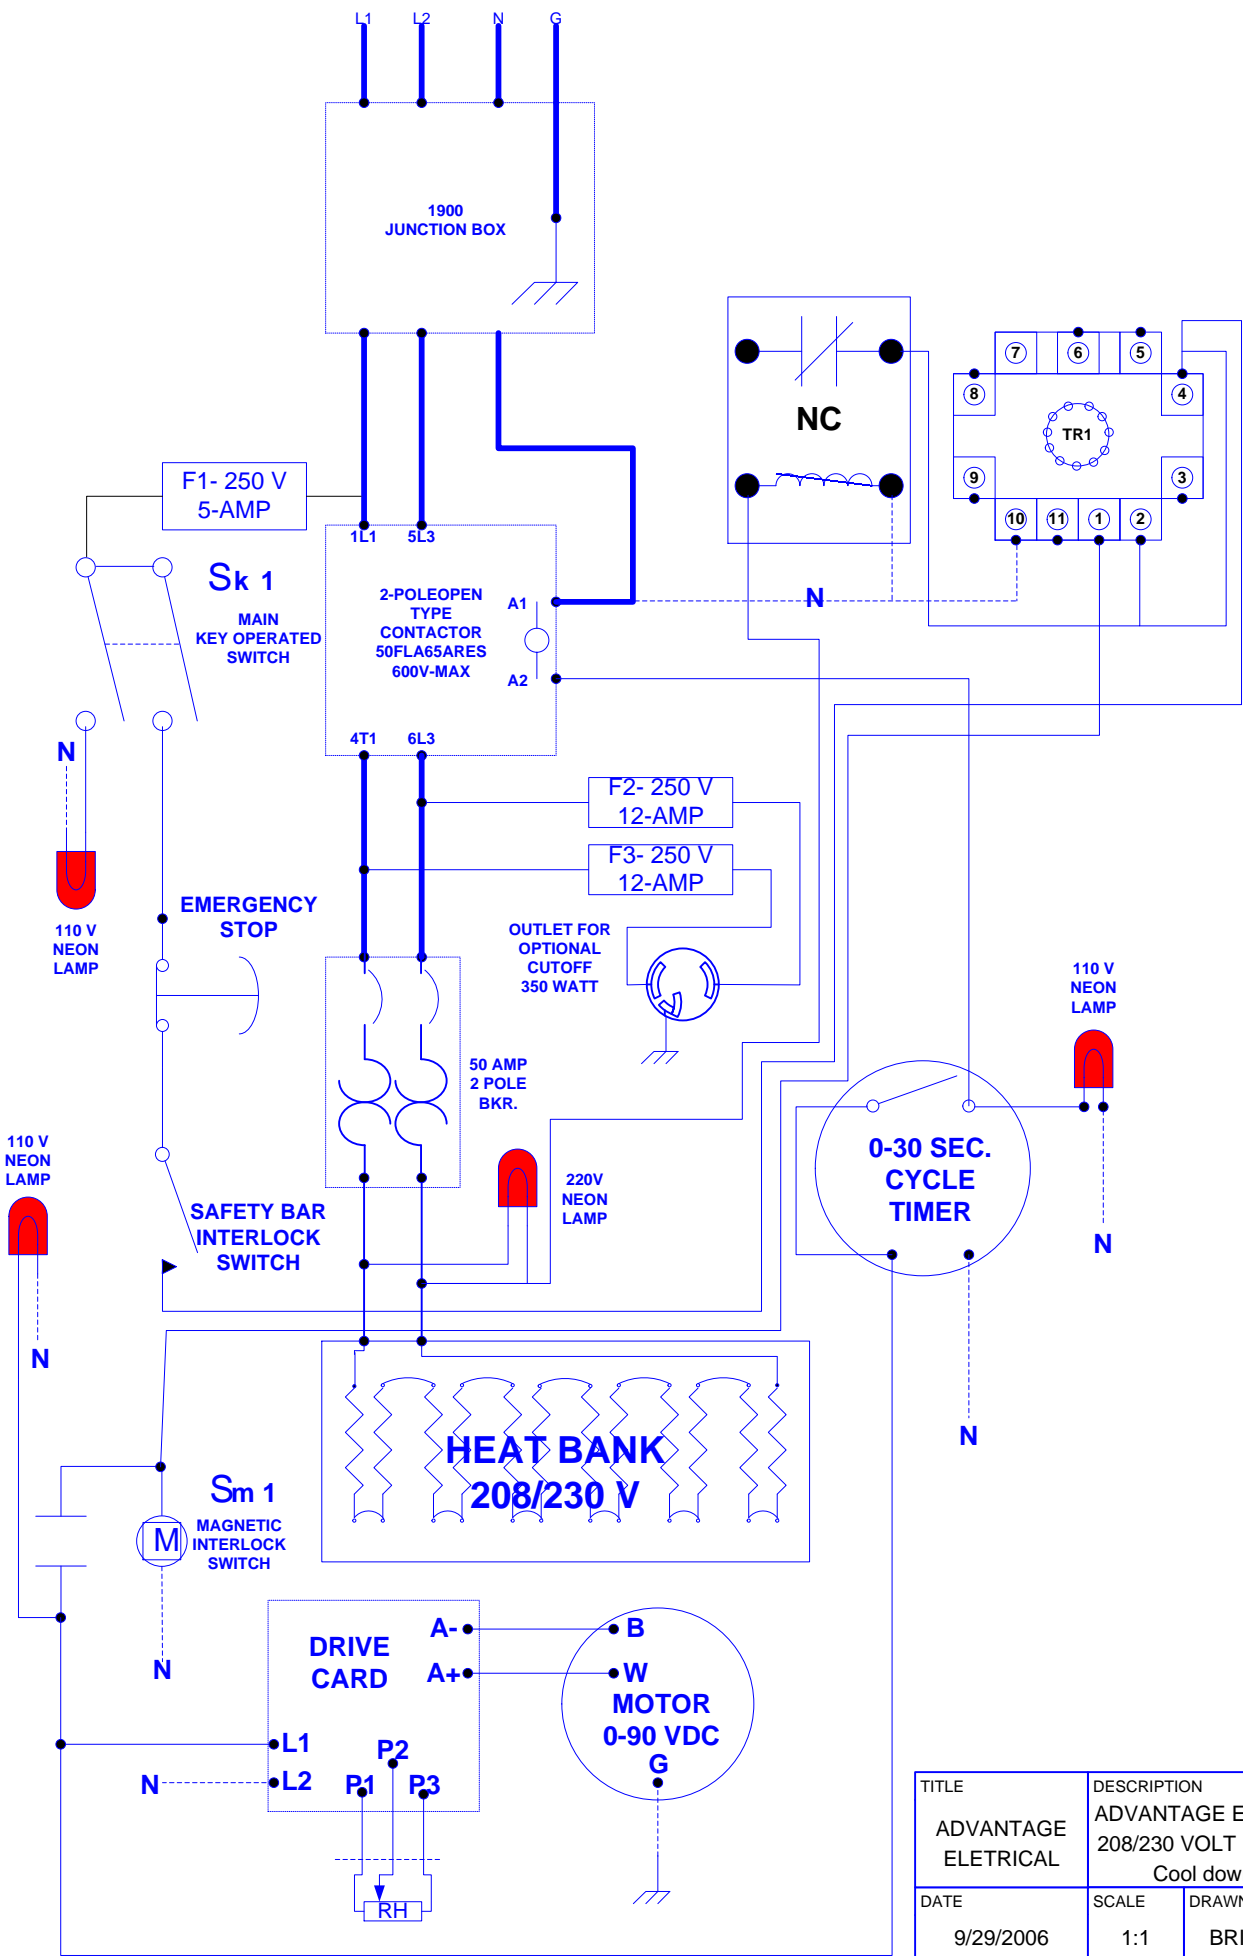 L1 L2 N G
1900
JUNCTION BOX
F1- 250 V
5-AMP
1L1 5L3
Sk 1
MAIN
KEY OPERATED
SWITCH
2-POLEOPEN
TYPE
CONTACTOR
50FLA65ARES
600V-MAX
A1
A2
4T1 6L3
NC
N
7 6 5
8 4
TR1
9 3
10 11 1 2
N
110 V
NEON
LAMP
EMERGENCY
STOP
F2- 250 V
12-AMP
F3- 250 V
12-AMP
OUTLET FOR
OPTIONAL
CUTOFF
350 WATT
50 AMP
2 POLE
BKR.
110 V
NEON
LAMP
110 V
NEON
LAMP
N
SAFETY BAR
INTERLOCK
SWITCH
220V
NEON
LAMP
0-30 SEC.
CYCLE
TIMER
N
N
HEAT BANK
208/230 V
Sm 1
MAGNETIC
INTERLOCK
SWITCH
M
N
DRIVE
CARD
A-
A+
L1
L2
N
P1 P2 P3
RH
B
W
MOTOR
0-90 VDC
G
TITLE
ADVANTAGE
ELETRICAL
DESCRIPTION
ADVANTAGE E
208/230 VOLT
Cool dow
DATE
9/29/2006
SCALE
1:1
DRAWN
BRI